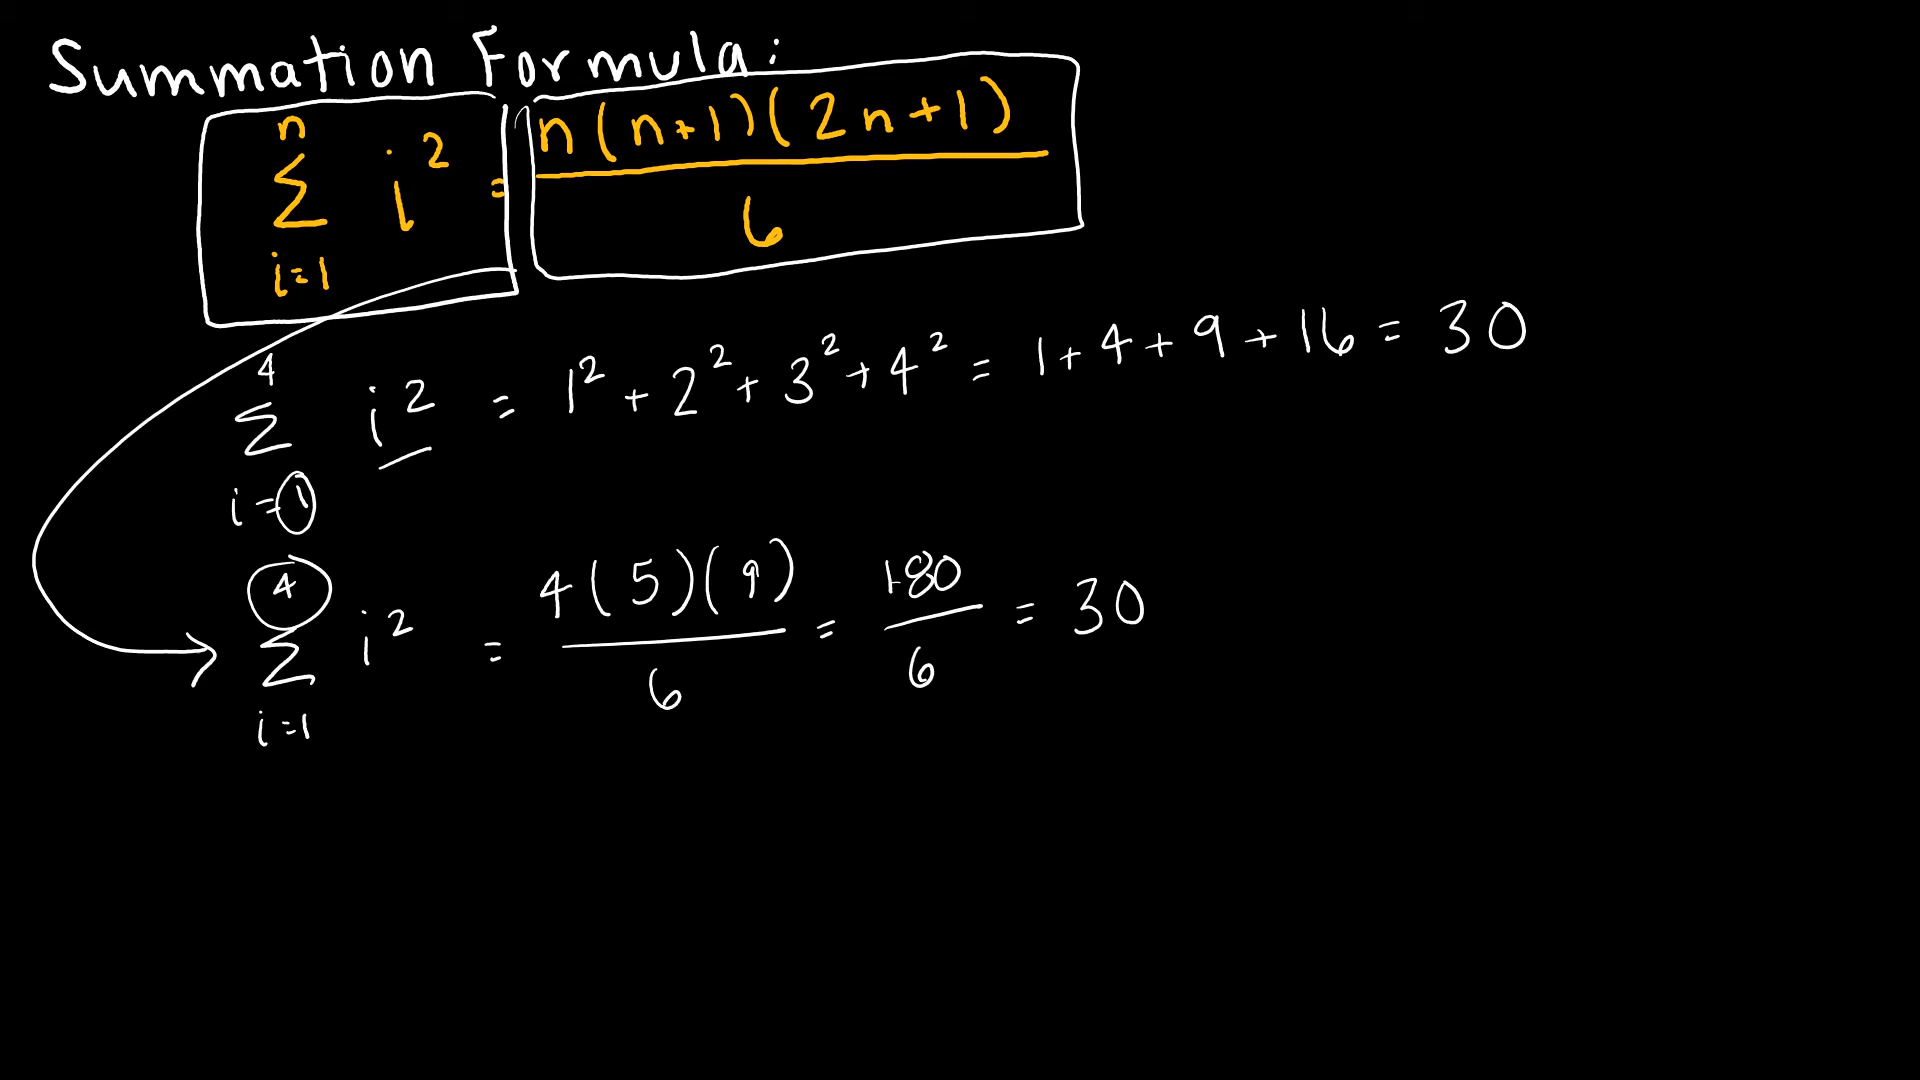 Summation Formula:
n
∑ i² = n(n+1)(2n+1)
6
i=1
4
∑ i² = 1² + 2² + 3² + 4² = 1 + 4 + 9 + 16 = 30
i=1
4
∑ i² = 4(5)(9) = 180 = 30
6 6
i=1